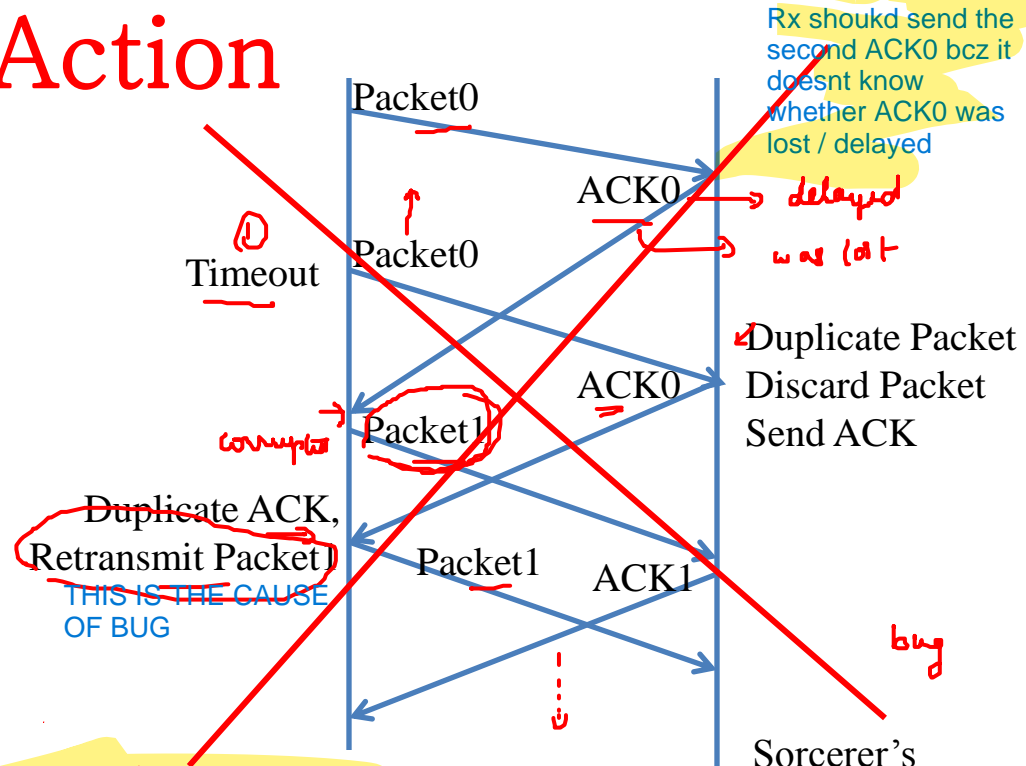 Action
Rx shoukd send the
second ACK0 bcz it
doesnt know
whether ACK0 was
lost / delayed
Packet0
ACK0
delayed
was lost
1
Timeout
Packet0
Duplicate Packet
Discard Packet
Send ACK
ACK0
Packet1
Duplicate ACK,
Retransmit Packet1
THIS IS THE CAUSE
OF BUG
Packet1
ACK1
bug
Sorcerer's